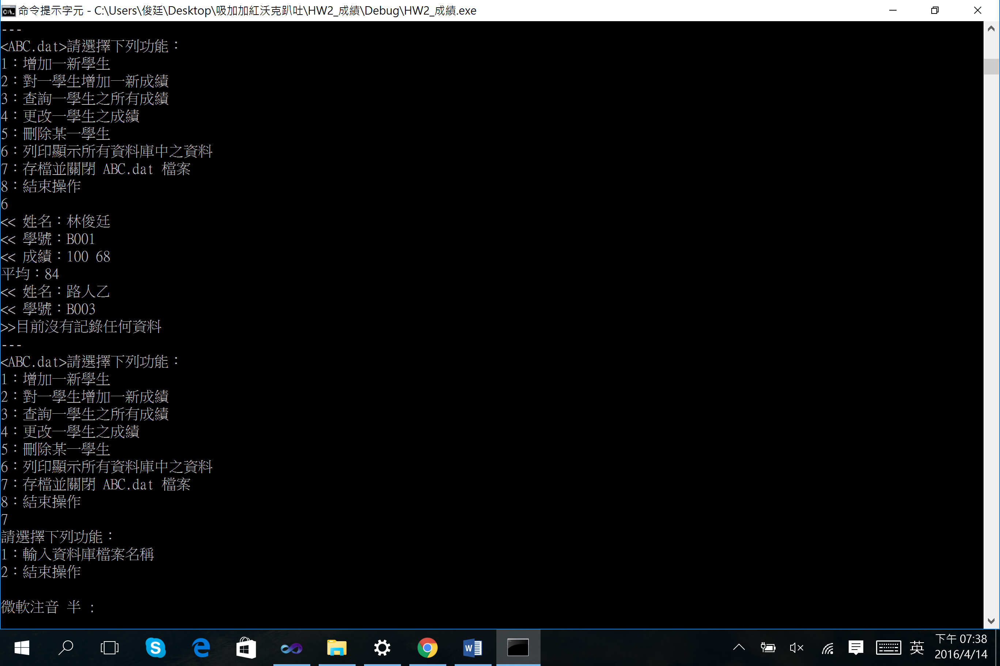 命令提示字元 - C:\Users\俊廷\Desktop\吸加加紅沃克趴吐\HW2_成績\Debug\HW2_成績.exe
---
<ABC.dat>請選擇下列功能：
1：增加一新學生
2：對一學生增加一新成績
3：查詢一學生之所有成績
4：更改一學生之成績
5：刪除某一學生
6：列印顯示所有資料庫中之資料
7：存檔並關閉 ABC.dat 檔案
8：結束操作
6
<< 姓名：林俊廷
<< 學號：B001
<< 成績：100 68
平均：84
<< 姓名：路人乙
<< 學號：B003
>>目前沒有記錄任何資料
---
<ABC.dat>請選擇下列功能：
1：增加一新學生
2：對一學生增加一新成績
3：查詢一學生之所有成績
4：更改一學生之成績
5：刪除某一學生
6：列印顯示所有資料庫中之資料
7：存檔並關閉 ABC.dat 檔案
8：結束操作
7
請選擇下列功能：
1：輸入資料庫檔案名稱
2：結束操作
微軟注音 半 :
英
下午 07:38
2016/4/14